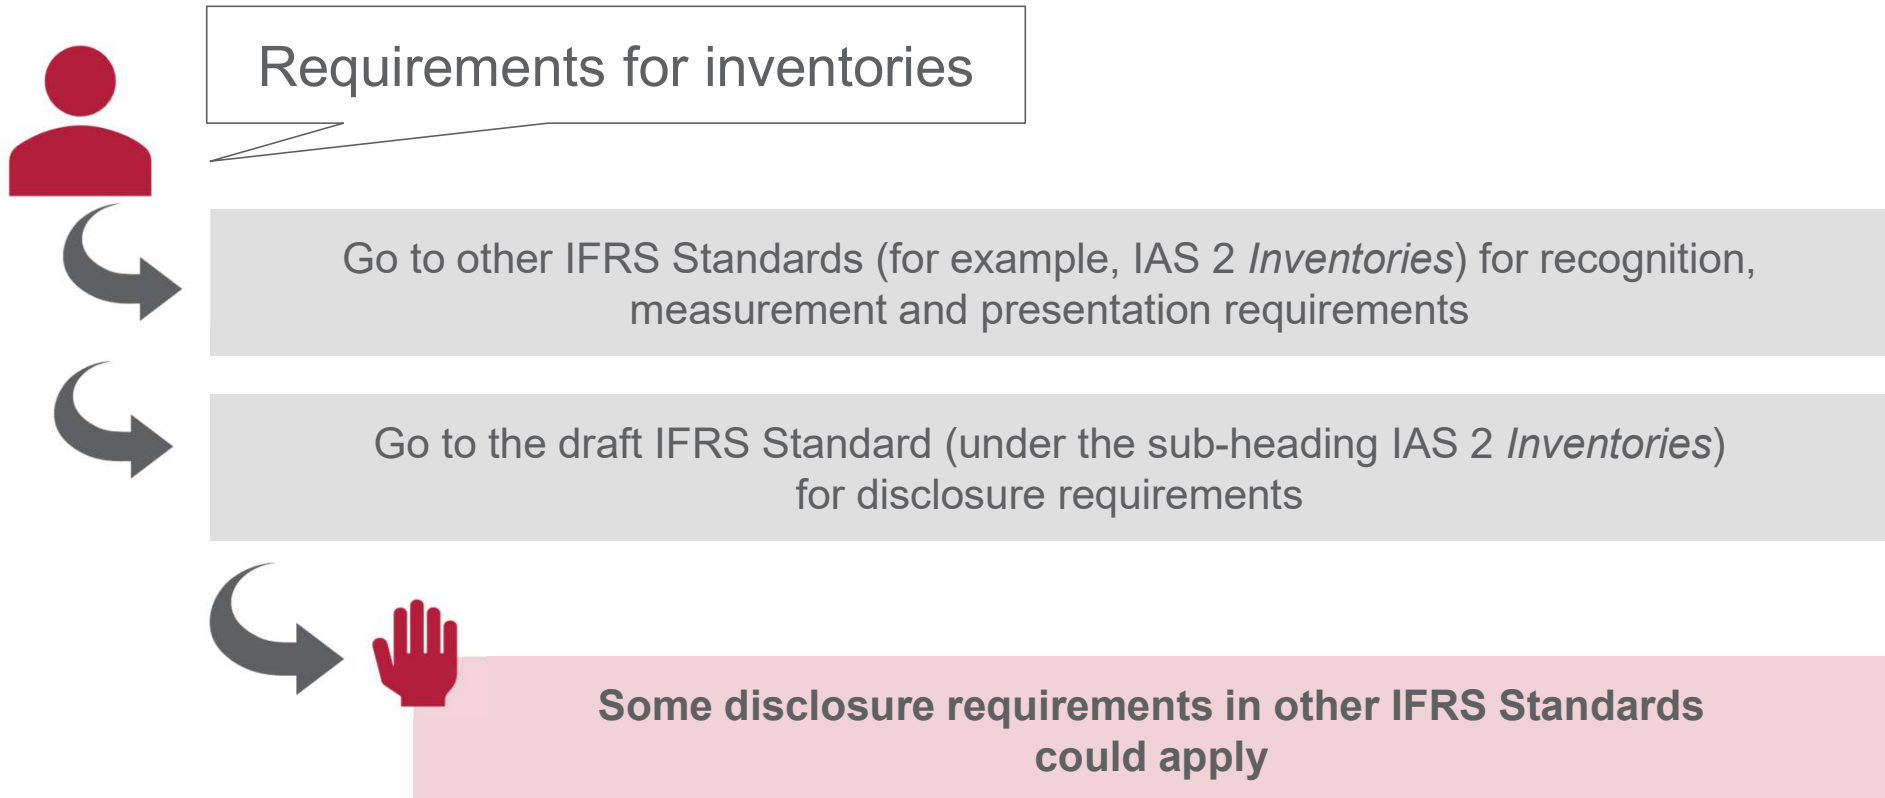 Requirements for inventories
Go to other IFRS Standards (for example, IAS 2 Inventories) for recognition,
measurement and presentation requirements
Go to the draft IFRS Standard (under the sub-heading IAS 2 Inventories)
for disclosure requirements
Some disclosure requirements in other IFRS Standards
could apply